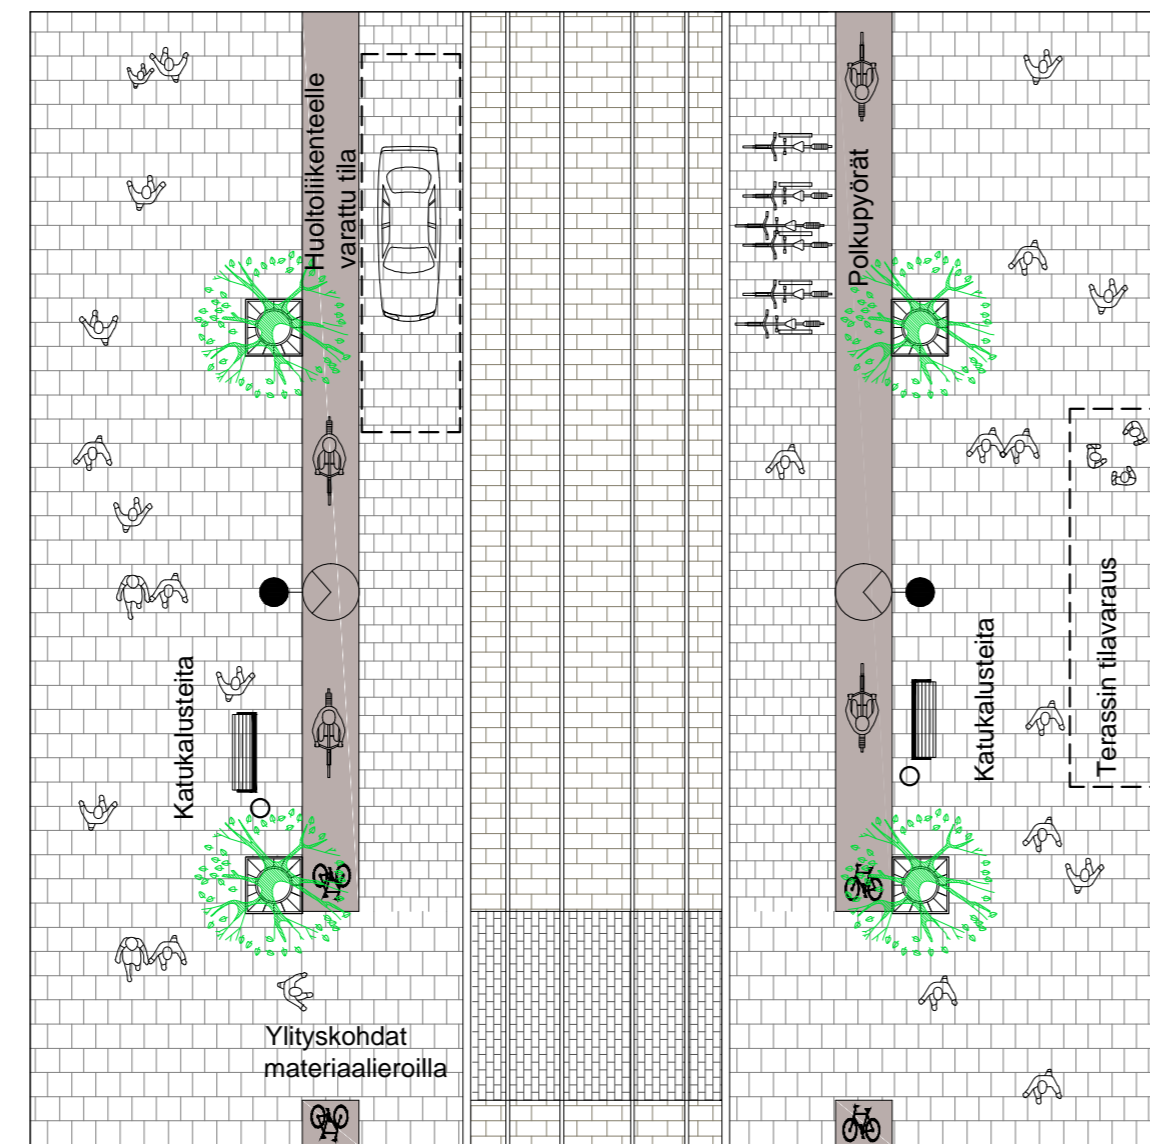 Huoltoliikenteelle
varattu tila
Polkupyörät
Katukalusteita
Katukalusteita
Terassin tilavaraus
Ylityskohdat
materiaalieroilla